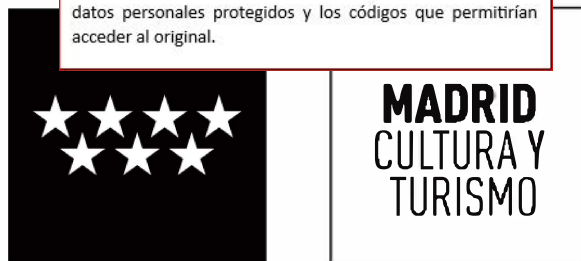 datos personales protegidos y los códigos que permitirían
acceder al original.
MADRID
CULTURA Y
TURISMO